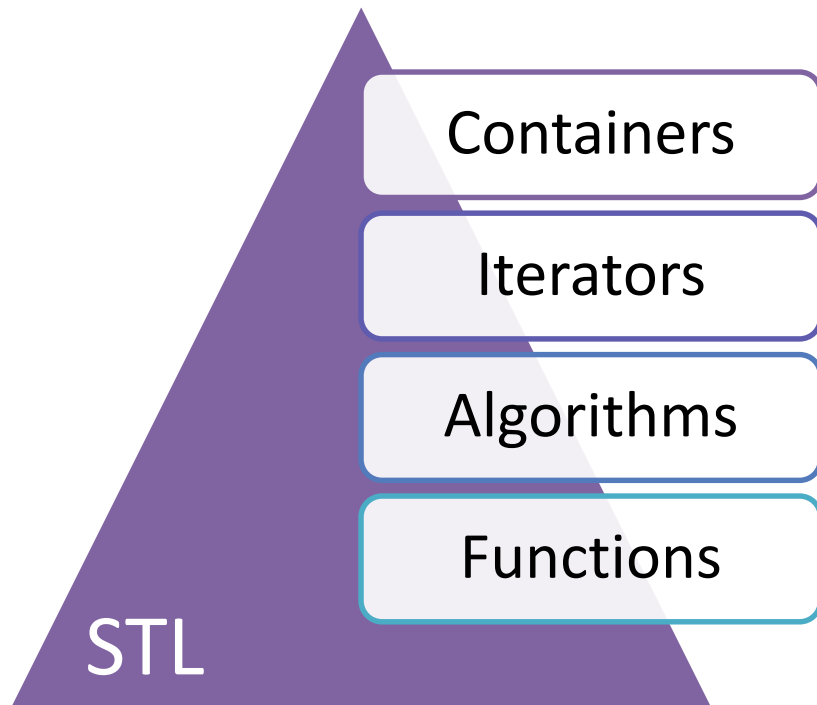 Containers
Iterators
Algorithms
Functions
STL